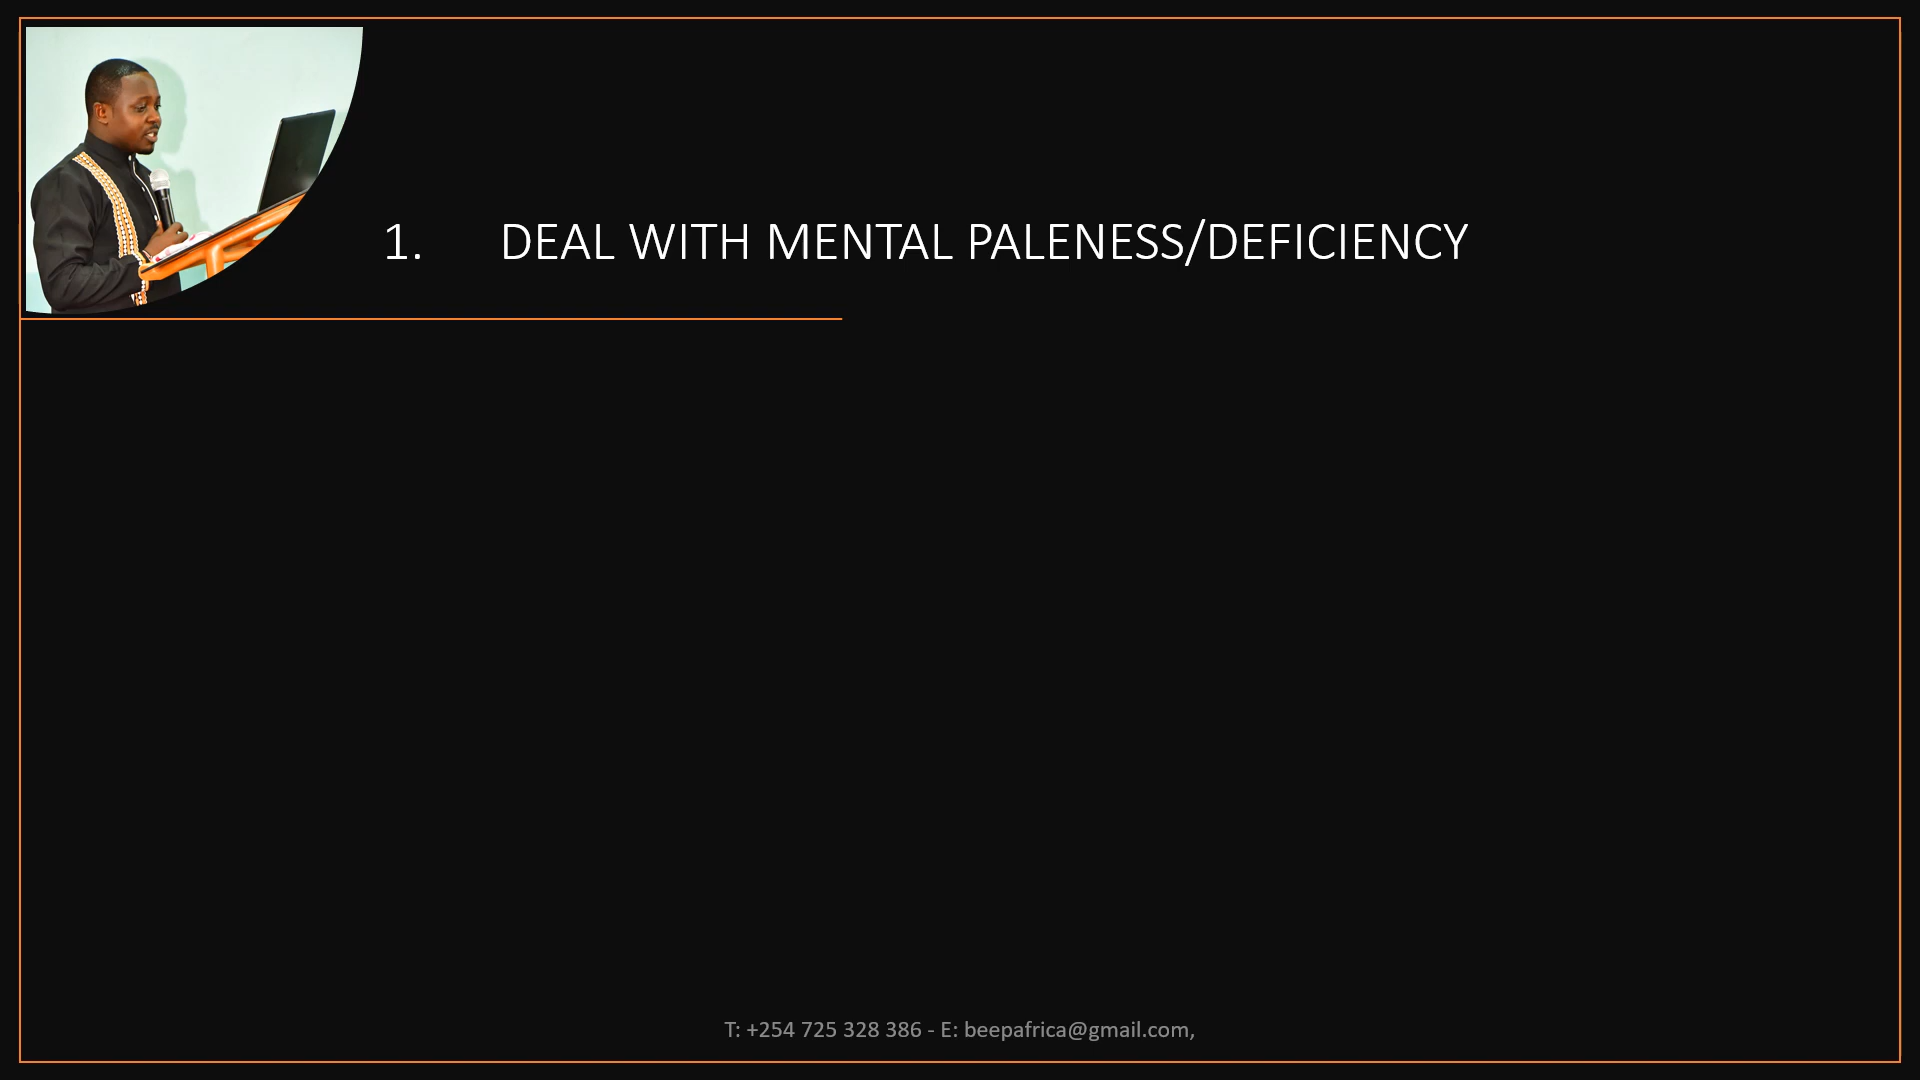 1. DEAL WITH MENTAL PALENESS/DEFICIENCY
T: +254 725 328 386 - E: beepafrica@gmail.com,